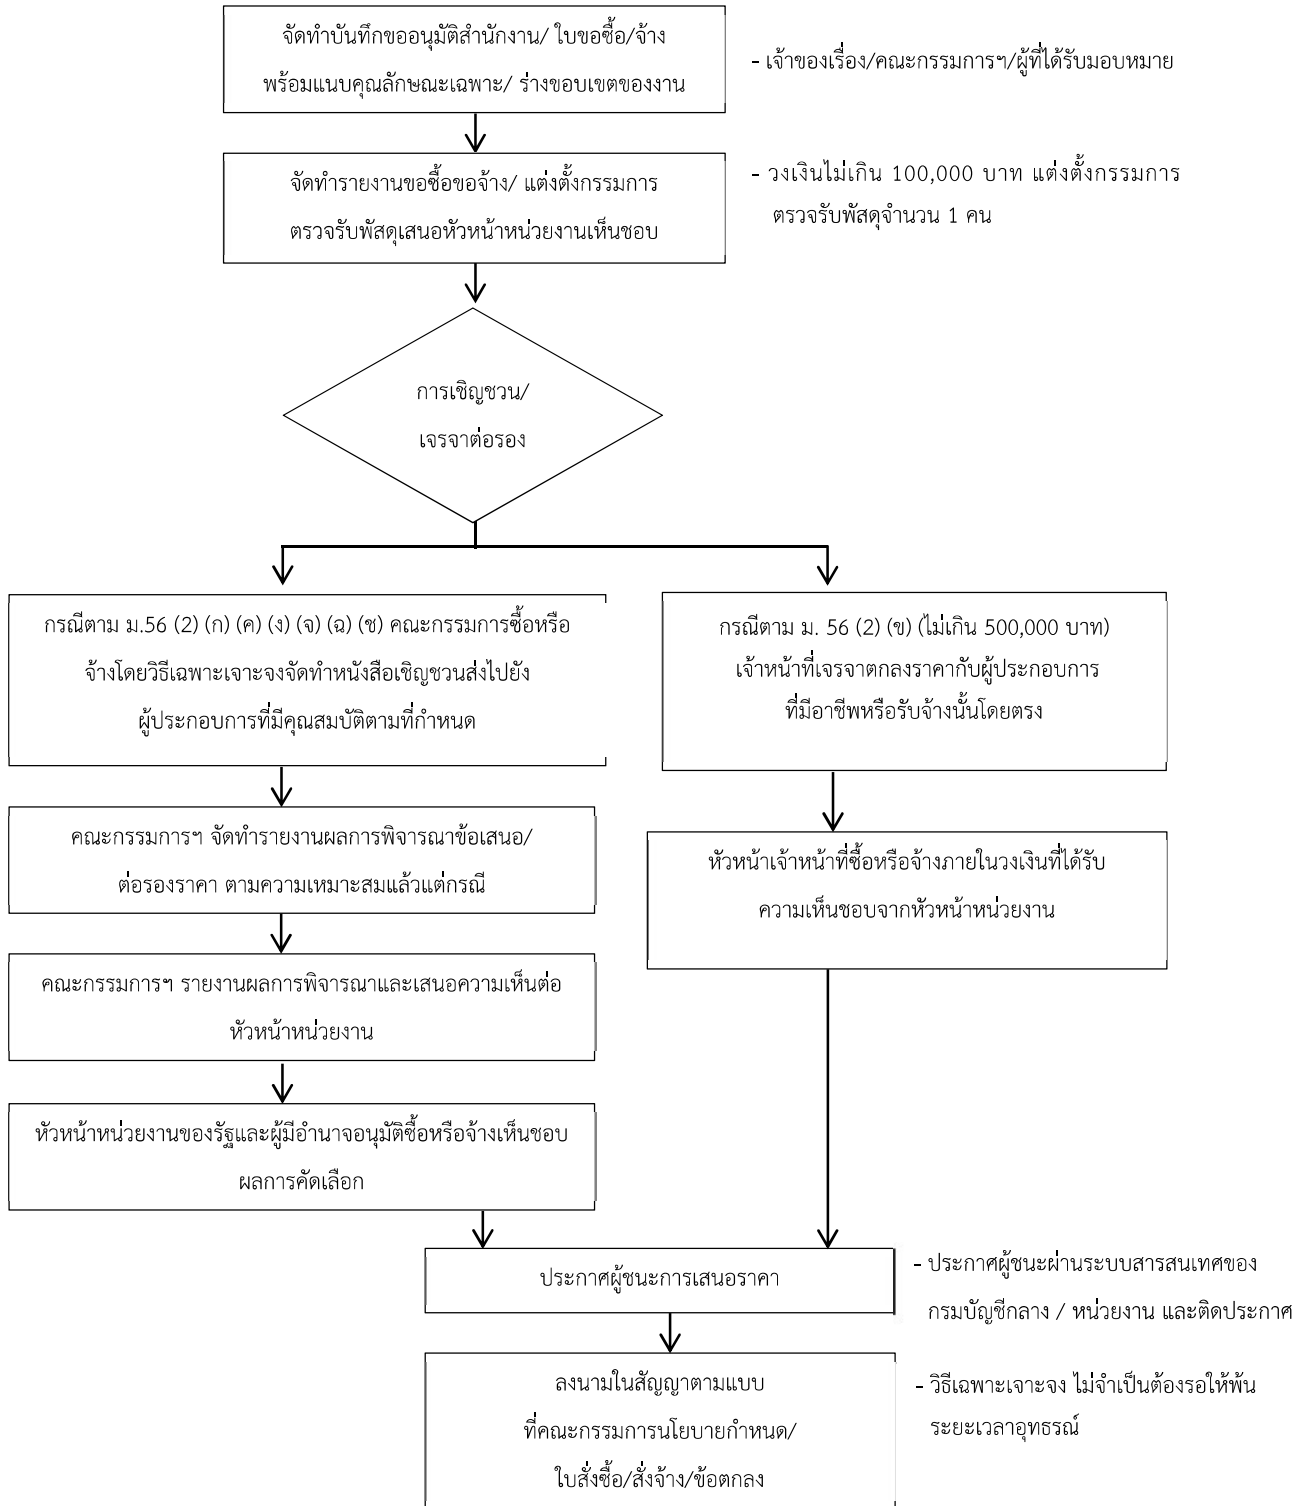 จัดทำบันทึกขออนุมัติสำนักงาน/ ใบขอซื้อ/จ้าง
พร้อมแนบคุณลักษณะเฉพาะ/ ร่างขอบเขตของงาน
- เจ้าของเรื่อง/คณะกรรมการฯ/ผู้ที่ได้รับมอบหมาย
จัดทำรายงานขอซื้อขอจ้าง/ แต่งตั้งกรรมการ
ตรวจรับพัสดุเสนอหัวหน้าหน่วยงานเห็นชอบ
- วงเงินไม่เกิน 100,000 บาท แต่งตั้งกรรมการ
ตรวจรับพัสดุจำนวน 1 คน
การเชิญชวน/
เจรจาต่อรอง
กรณีตาม ม.56 (2) (ก) (ค) (ง) (จ) (ฉ) (ช) คณะกรรมการซื้อหรือ
จ้างโดยวิธีเฉพาะเจาะจงจัดทำหนังสือเชิญชวนส่งไปยัง
ผู้ประกอบการที่มีคุณสมบัติตามที่กำหนด
กรณีตาม ม. 56 (2) (ข) (ไม่เกิน 500,000 บาท)
เจ้าหน้าที่เจรจาตกลงราคากับผู้ประกอบการ
ที่มีอาชีพหรือรับจ้างนั้นโดยตรง
คณะกรรมการฯ จัดทำรายงานผลการพิจารณาข้อเสนอ/
ต่อรองราคา ตามความเหมาะสมแล้วแต่กรณี
หัวหน้าเจ้าหน้าที่ซื้อหรือจ้างภายในวงเงินที่ได้รับ
ความเห็นชอบจากหัวหน้าหน่วยงาน
คณะกรรมการฯ รายงานผลการพิจารณาและเสนอความเห็นต่อ
หัวหน้าหน่วยงาน
หัวหน้าหน่วยงานของรัฐและผู้มีอำนาจอนุมัติซื้อหรือจ้างเห็นชอบ
ผลการคัดเลือก
ประกาศผู้ชนะการเสนอราคา
- ประกาศผู้ชนะผ่านระบบสารสนเทศของ
กรมบัญชีกลาง / หน่วยงาน และติดประกาศ
ลงนามในสัญญาตามแบบ
ที่คณะกรรมการนโยบายกำหนด/
ใบสั่งซื้อ/สั่งจ้าง/ข้อตกลง
- วิธีเฉพาะเจาะจง ไม่จำเป็นต้องรอให้พ้น
ระยะเวลาอุทธรณ์